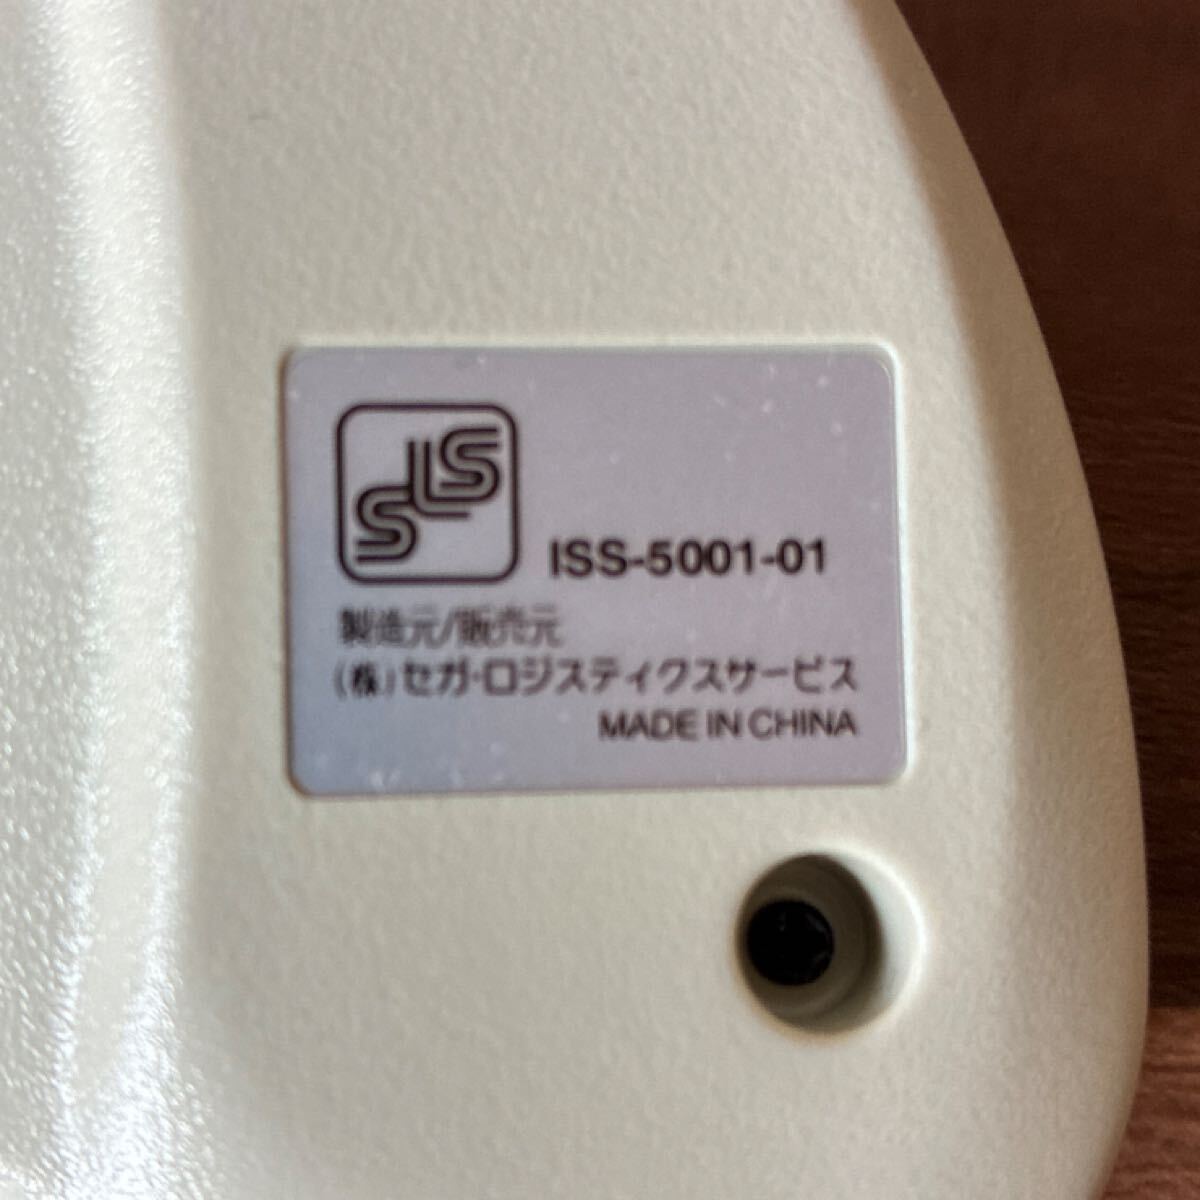 SLS
ISS-5001-01
製造元/販売元
(株)セガ・ロジスティクスサービス
MADE IN CHINA